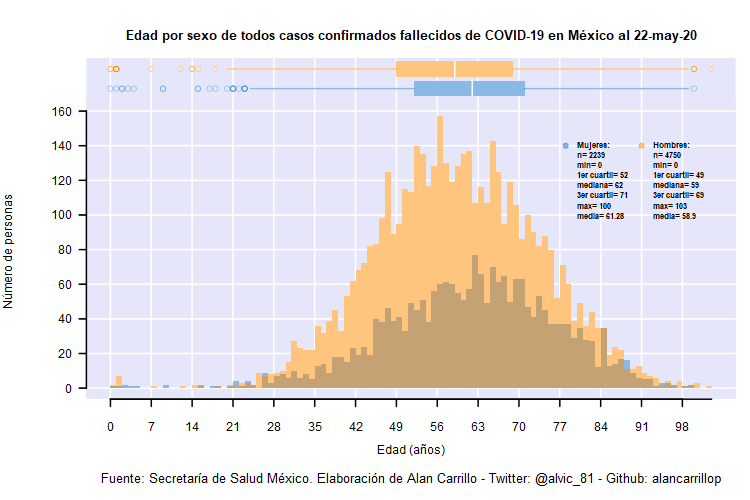 Edad por sexo de todos casos confirmados fallecidos de COVID-19 en México al 22-may-20
Número de personas
160
140
120
100
80
60
40
20
0
Mujeres:
n= 2239
min= 0
1er cuartil= 52
mediana= 62
3er cuartil= 71
max= 100
media= 61.28
Hombres:
n= 4750
min= 0
1er cuartil= 49
mediana= 59
3er cuartil= 69
max= 103
media= 58.9
0 7 14 21 28 35 42 49 56 63 70 77 84 91 98
Edad (años)
Fuente: Secretaría de Salud México. Elaboración de Alan Carrillo - Twitter: @alvic_81 - Github: alancarrillop